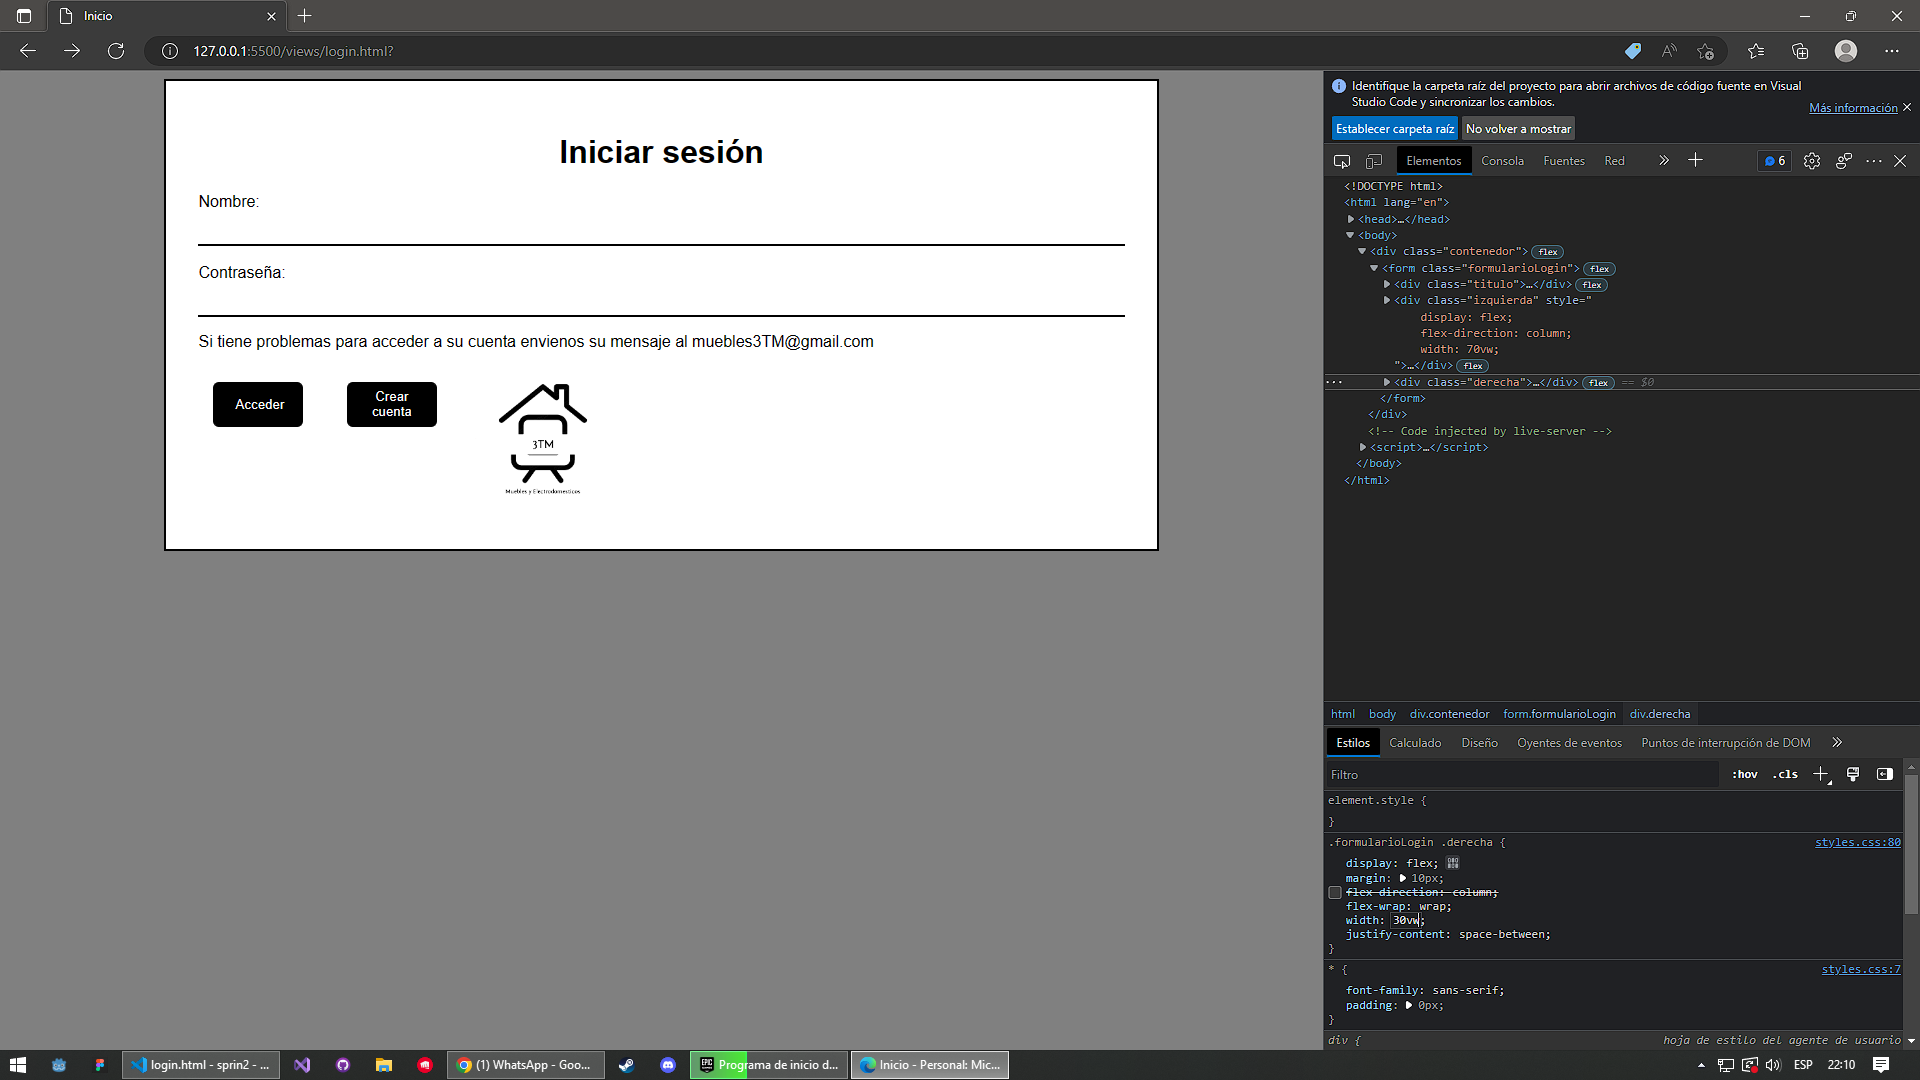 Inicio
127.0.0.1:5500/views/login.html?
Iniciar sesión
Nombre:
Contraseña:
Si tiene problemas para acceder a su cuenta envienos su mensaje al muebles3TM@gmail.com
Acceder
Crear
cuenta
3TM
Muebles y Electrodomesticos
Identifique la carpeta raíz del proyecto para abrir archivos de código fuente en Visual
Studio Code y sincronizar los cambios.
Más información
Establecer carpeta raíz
No volver a mostrar
Elementos
Consola
Fuentes
Red
6
<!DOCTYPE html>
<html lang="en">
<head>…</head>
<body>
<div class="contenedor"> flex
<form class="formularioLogin"> flex
<div class="titulo">…</div> flex
<div class="izquierda" style="
display: flex;
flex-direction: column;
width: 70vw;
">…</div> flex
<div class="derecha">…</div> flex == $0
</form>
</div>
<!-- Code injected by live-server -->
<script>…</script>
</body>
</html>
html body div.contenedor form.formularioLogin div.derecha
Estilos
Calculado
Diseño
Oyentes de eventos
Puntos de interrupción de DOM
Filtro
:hov .cls
element.style {
}
.formularioLogin .derecha {
styles.css:80
display: flex;
margin: 10px;
flex-direction: column;
flex-wrap: wrap;
width: 30vw;
justify-content: space-between;
}
* {
styles.css:7
font-family: sans-serif;
padding: 0px;
}
div {
hoja de estilo del agente de usuario
login.html - sprin2 - ...
(1) WhatsApp - Goo...
Programa de inicio d...
Inicio - Personal: Mic...
ESP
22:10